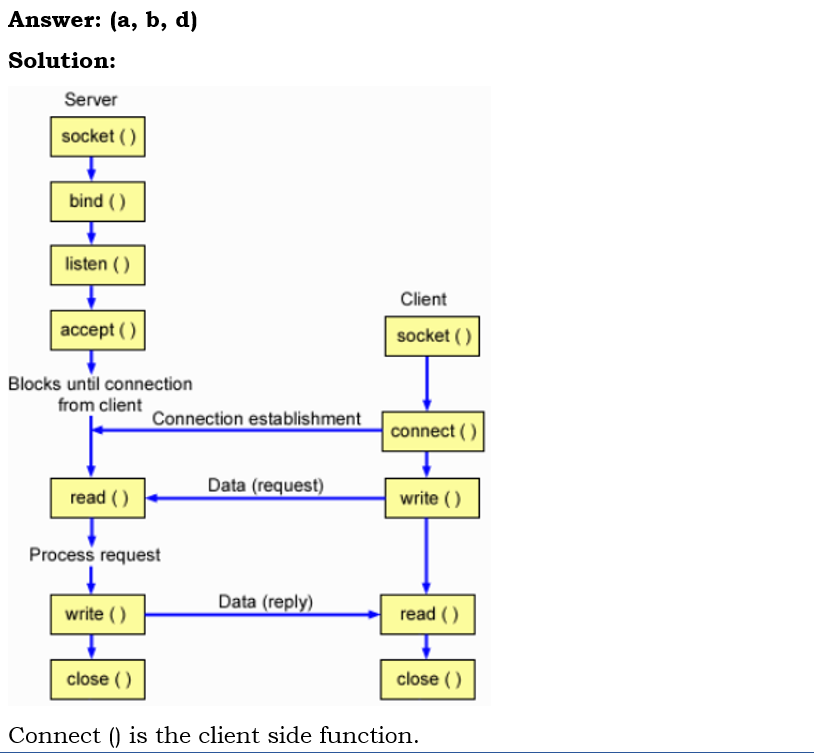 Answer: (a, b, d)
Solution:
Server
socket ( )
bind ( )
listen ( )
accept ( )
Blocks until connection
from client
Client
socket ( )
Connection establishment
connect ( )
read ( )
Data (request)
write ( )
Process request
write ( )
Data (reply)
read ( )
close ( )
close ( )
Connect () is the client side function.